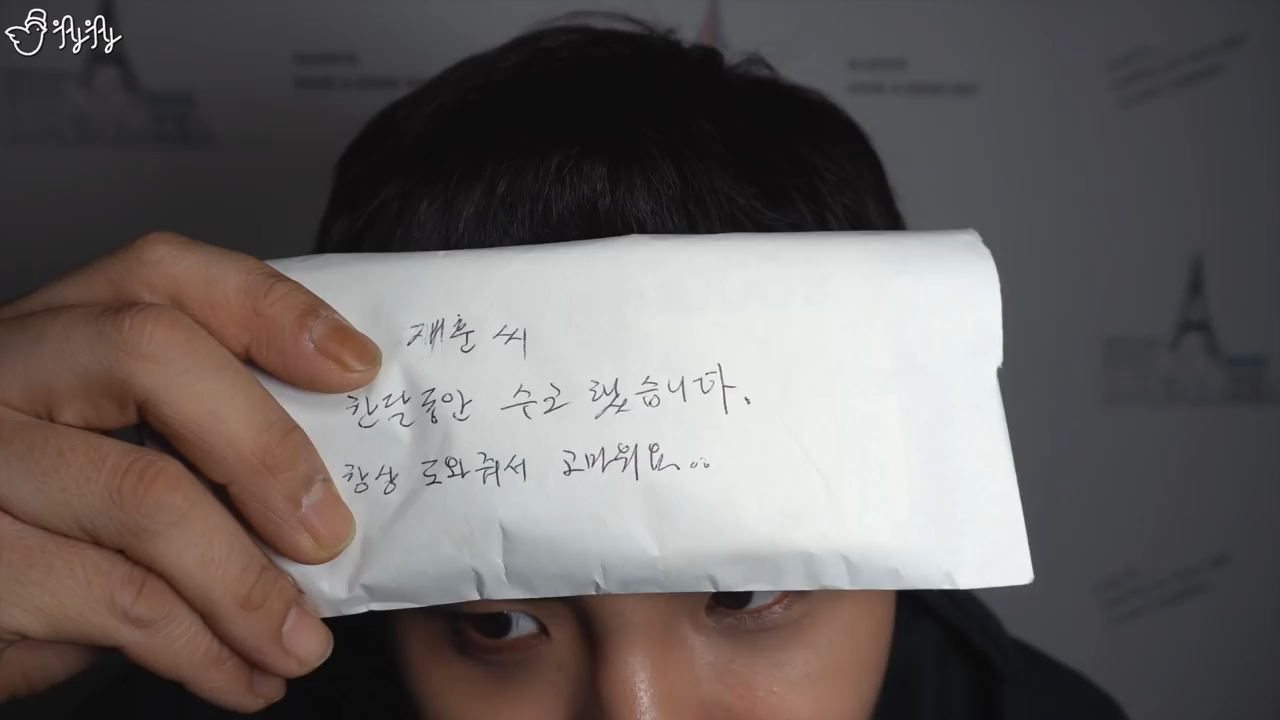 재훈 씨
한달동안 수고 했습니다.
항상 도와줘서 고마워요..